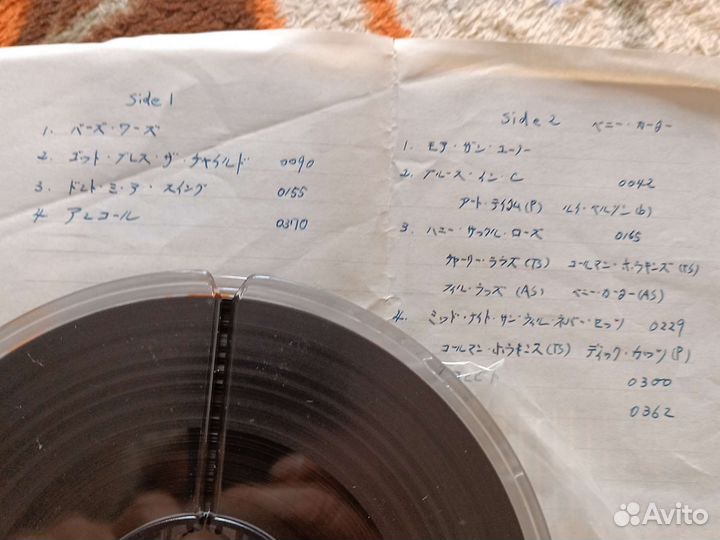 Side 1
1. バーズ・ワーズ
2. ゴット・ブレス・ザ・チャイルド 0090
3. ドント・ミ・ア・スイング 0155
4 アルコール 0370
Side 2 ベニー・カーター
1. モア・ザン・ユーノー
2. ブルース・イン・C 0042
アート・テイタム(P) ルイ・ベルソン(b)
3. ハニー・サックル・ローズ 0165
チャーリー・ラウズ(TS) コールマン・ホウキンズ(TS)
フィル・ウッズ(AS) ベニー・カーター(AS)
4. ミッド・ナイト・サン・ウィル・ネバー・セッツ 0229
コールマン・ホウキンス(TS) ディック・カッツ(P)
0300
0362
Avito